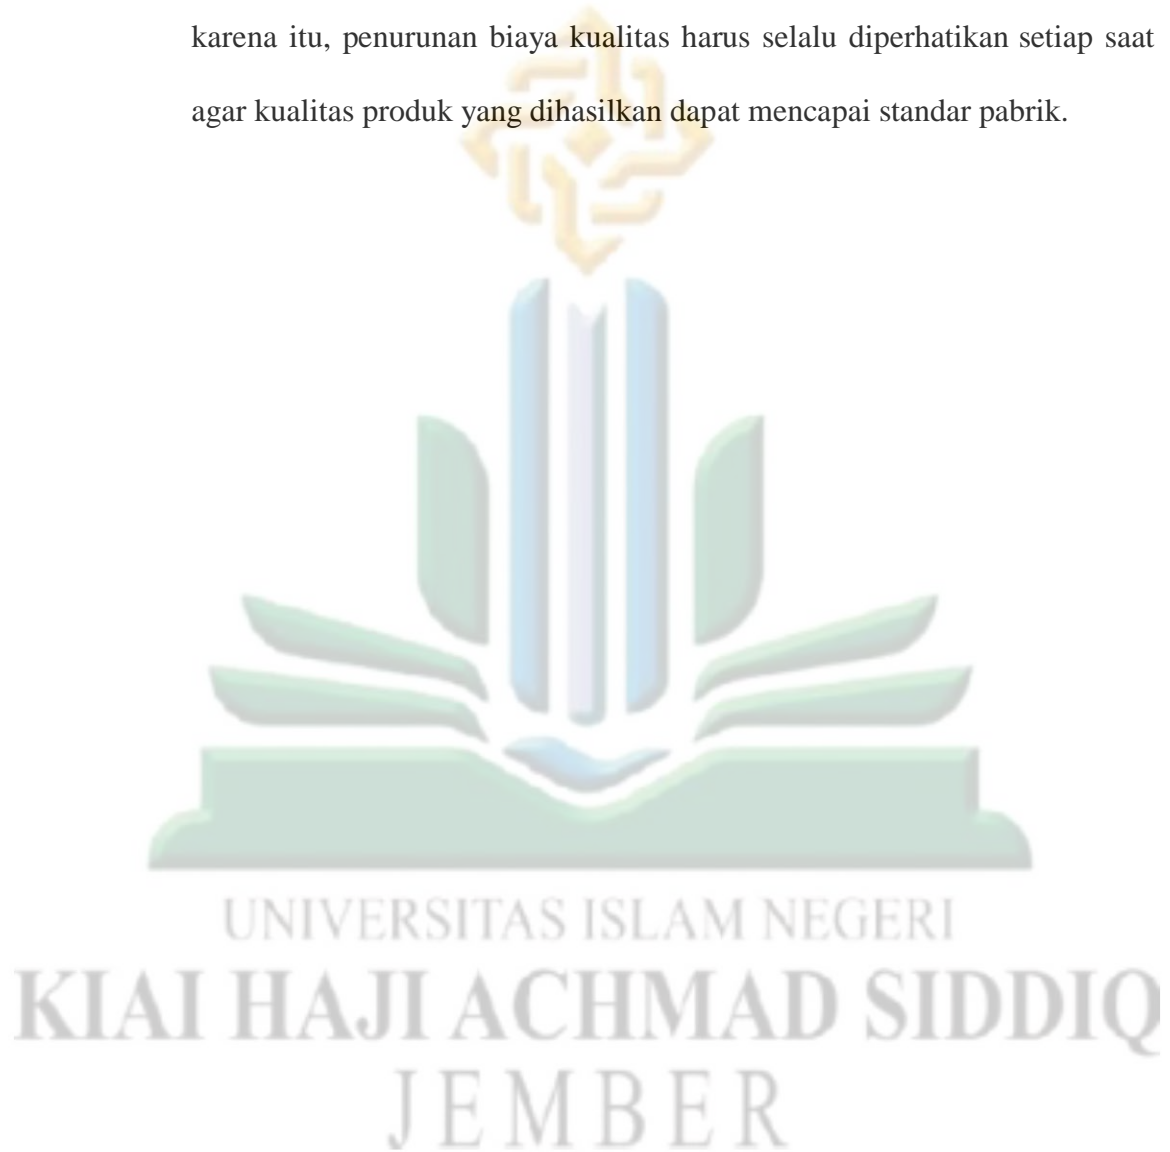 karena itu, penurunan biaya kualitas harus selalu diperhatikan setiap saat
agar kualitas produk yang dihasilkan dapat mencapai standar pabrik.
UNIVERSITAS ISLAM NEGERI
KIAI HAJI ACHMAD SIDDIQ
JEMBER